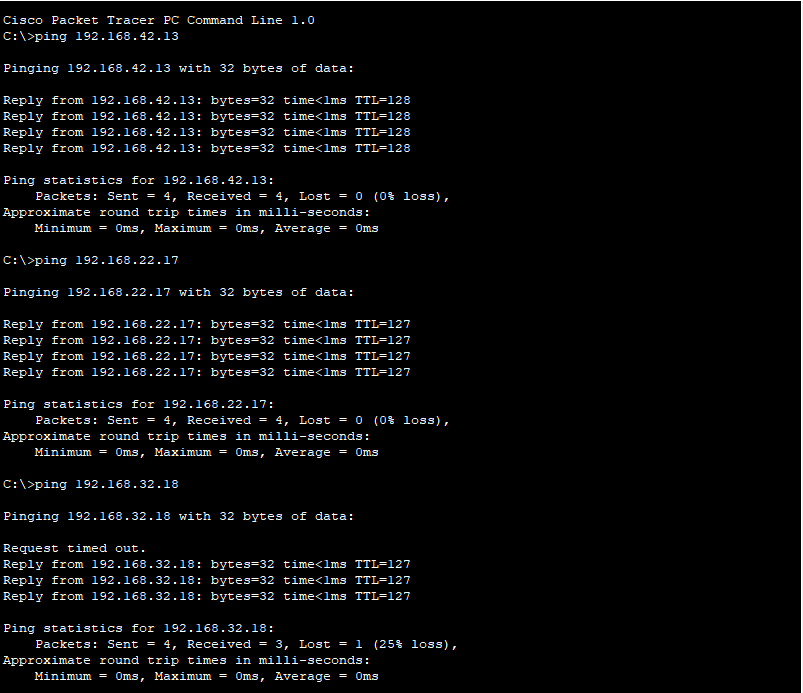 Cisco Packet Tracer PC Command Line 1.0
C:\>ping 192.168.42.13
Pinging 192.168.42.13 with 32 bytes of data:
Reply from 192.168.42.13: bytes=32 time<1ms TTL=128
Reply from 192.168.42.13: bytes=32 time<1ms TTL=128
Reply from 192.168.42.13: bytes=32 time<1ms TTL=128
Reply from 192.168.42.13: bytes=32 time<1ms TTL=128
Ping statistics for 192.168.42.13:
    Packets: Sent = 4, Received = 4, Lost = 0 (0% loss),
Approximate round trip times in milli-seconds:
    Minimum = 0ms, Maximum = 0ms, Average = 0ms
C:\>ping 192.168.22.17
Pinging 192.168.22.17 with 32 bytes of data:
Reply from 192.168.22.17: bytes=32 time<1ms TTL=127
Reply from 192.168.22.17: bytes=32 time<1ms TTL=127
Reply from 192.168.22.17: bytes=32 time<1ms TTL=127
Reply from 192.168.22.17: bytes=32 time<1ms TTL=127
Ping statistics for 192.168.22.17:
    Packets: Sent = 4, Received = 4, Lost = 0 (0% loss),
Approximate round trip times in milli-seconds:
    Minimum = 0ms, Maximum = 0ms, Average = 0ms
C:\>ping 192.168.32.18
Pinging 192.168.32.18 with 32 bytes of data:
Request timed out.
Reply from 192.168.32.18: bytes=32 time<1ms TTL=127
Reply from 192.168.32.18: bytes=32 time<1ms TTL=127
Reply from 192.168.32.18: bytes=32 time<1ms TTL=127
Ping statistics for 192.168.32.18:
    Packets: Sent = 4, Received = 3, Lost = 1 (25% loss),
Approximate round trip times in milli-seconds:
    Minimum = 0ms, Maximum = 0ms, Average = 0ms